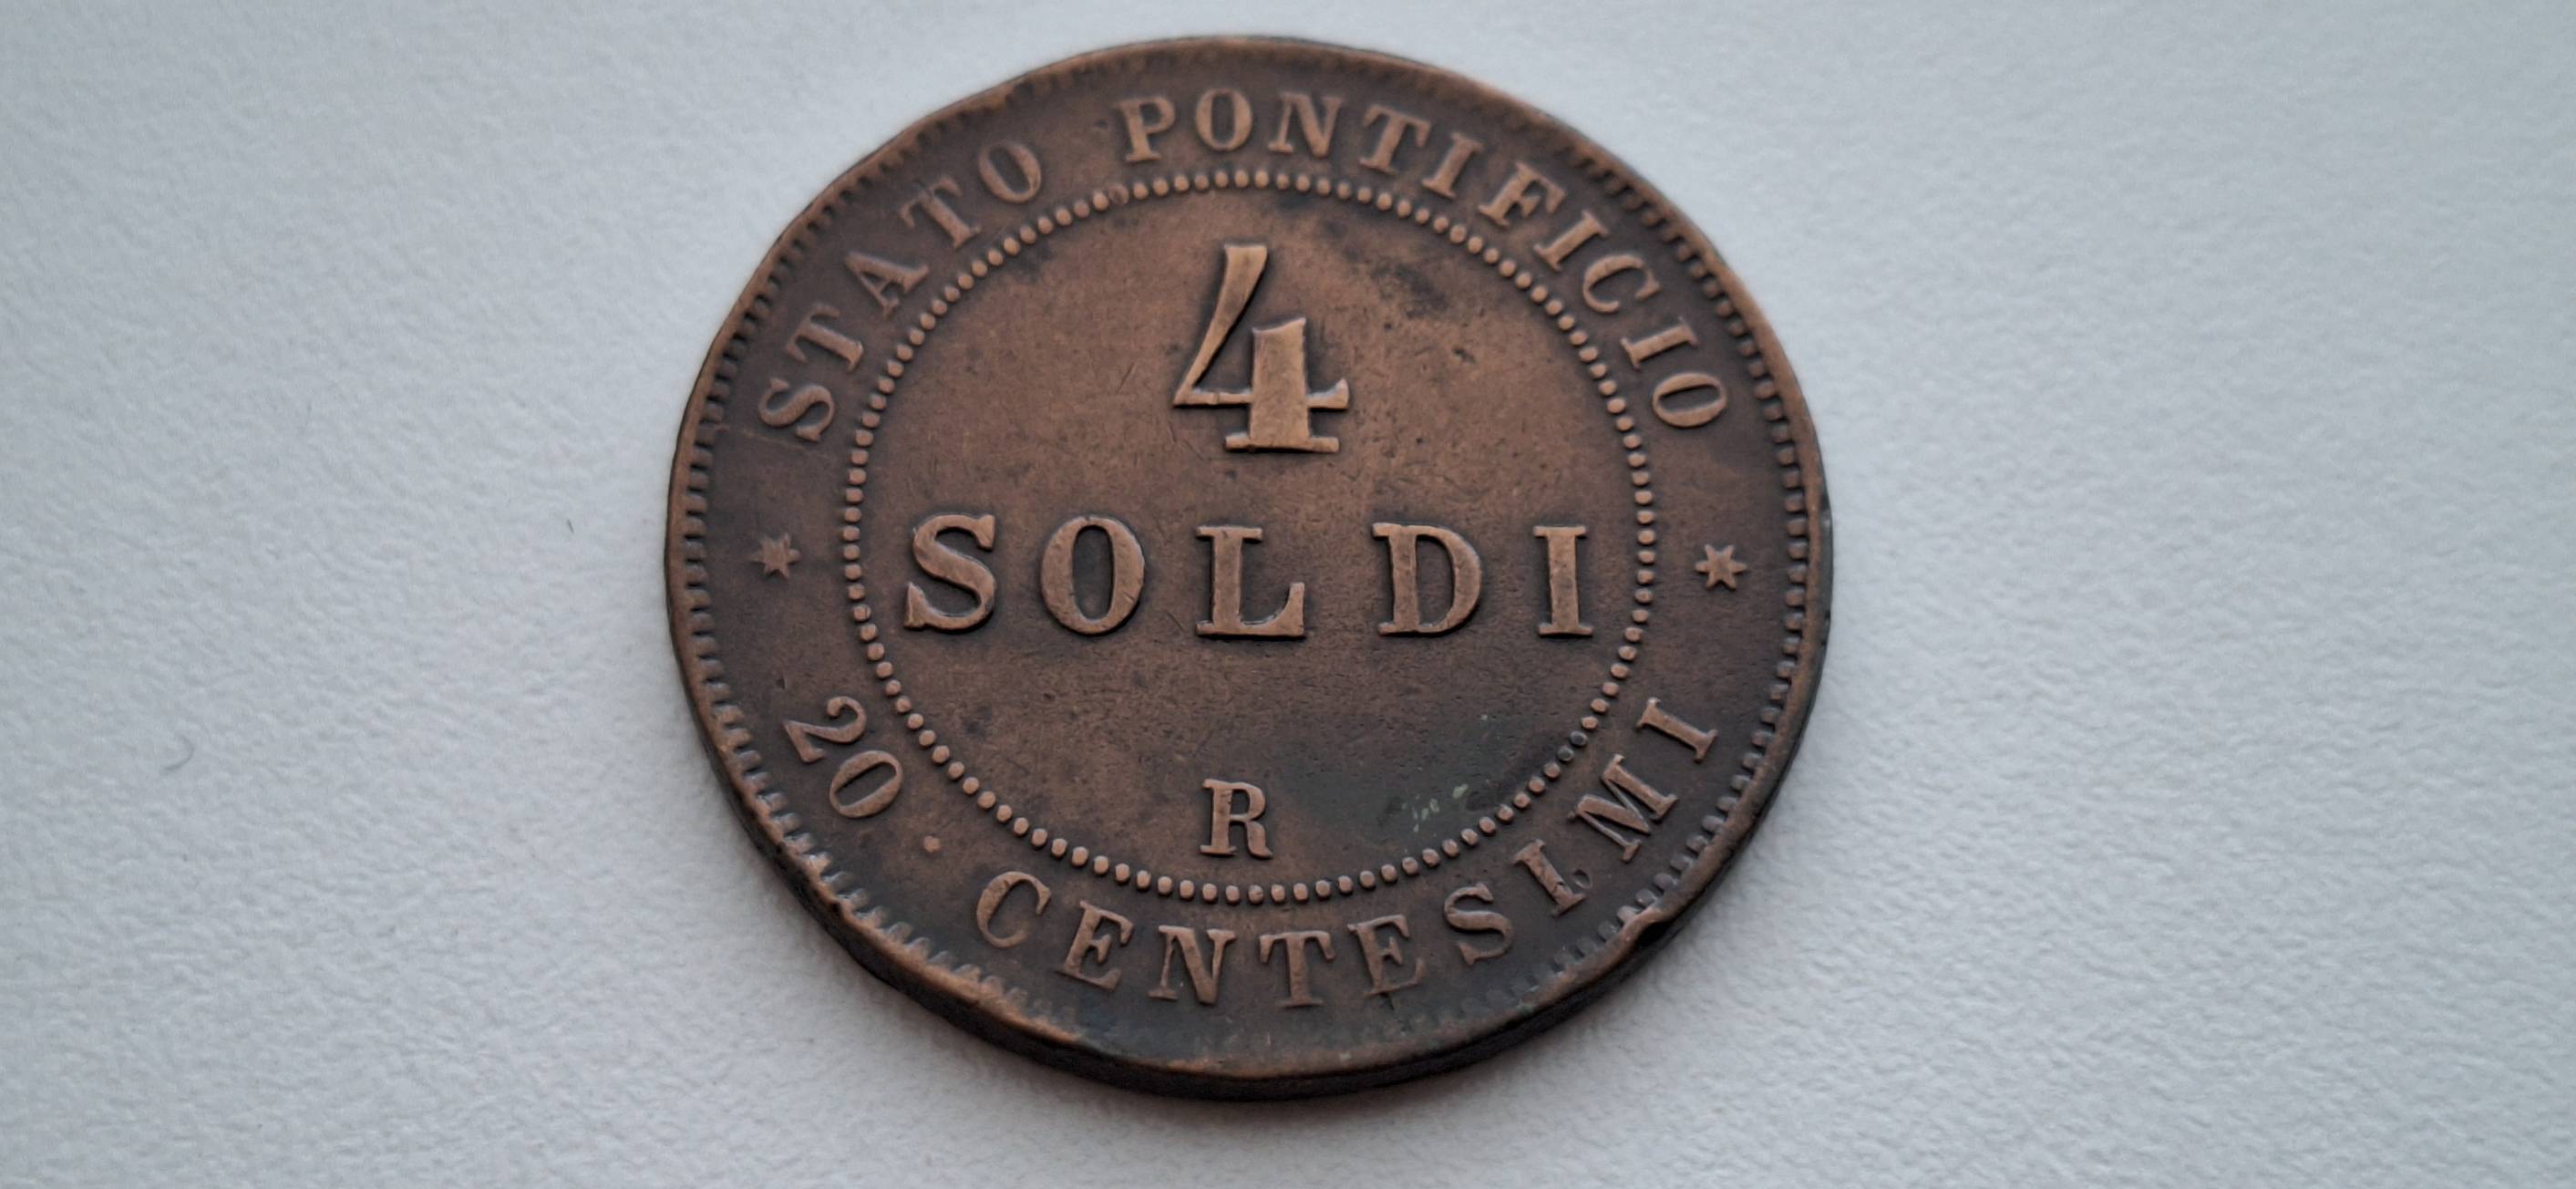 STATO PONTIFICIO
4
SOLDI
R
20 · CENTESIMI